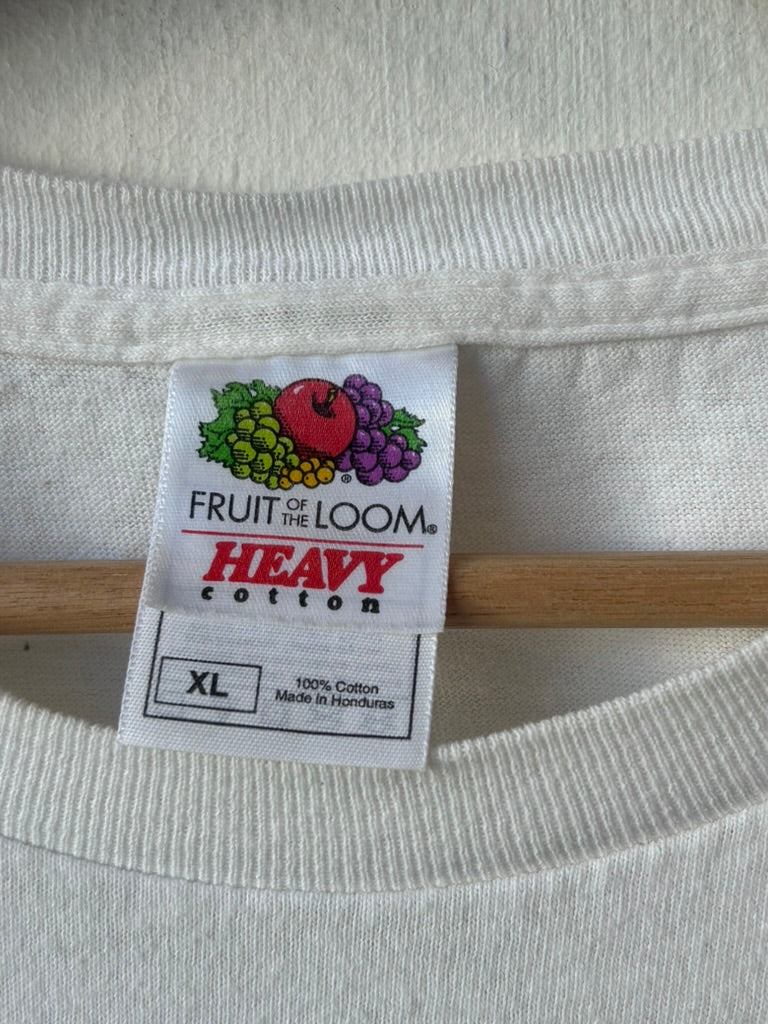 ®
FRUIT OF THE LOOM®
HEAVY
cotton
XL
100% Cotton
Made in Honduras